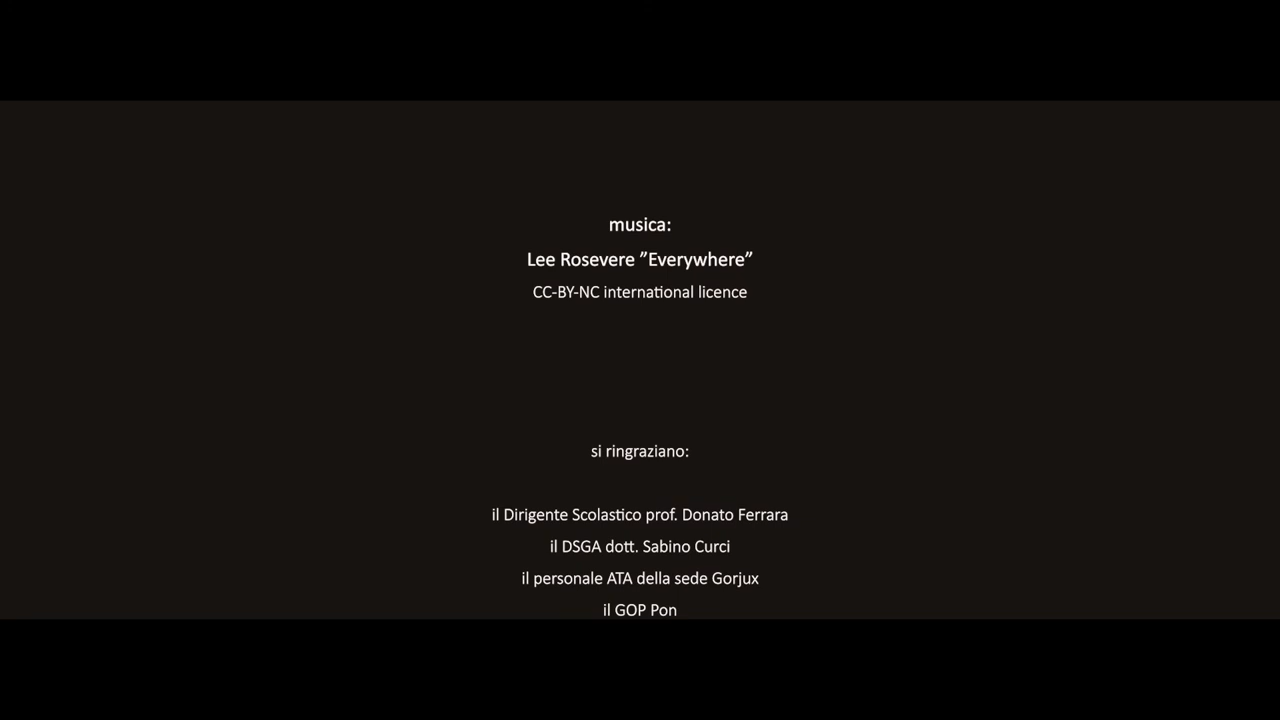 musica:
Lee Rosevere ”Everywhere”
CC-BY-NC international licence
si ringraziano:
il Dirigente Scolastico prof. Donato Ferrara
il DSGA dott. Sabino Curci
il personale ATA della sede Gorjux
il GOP Pon